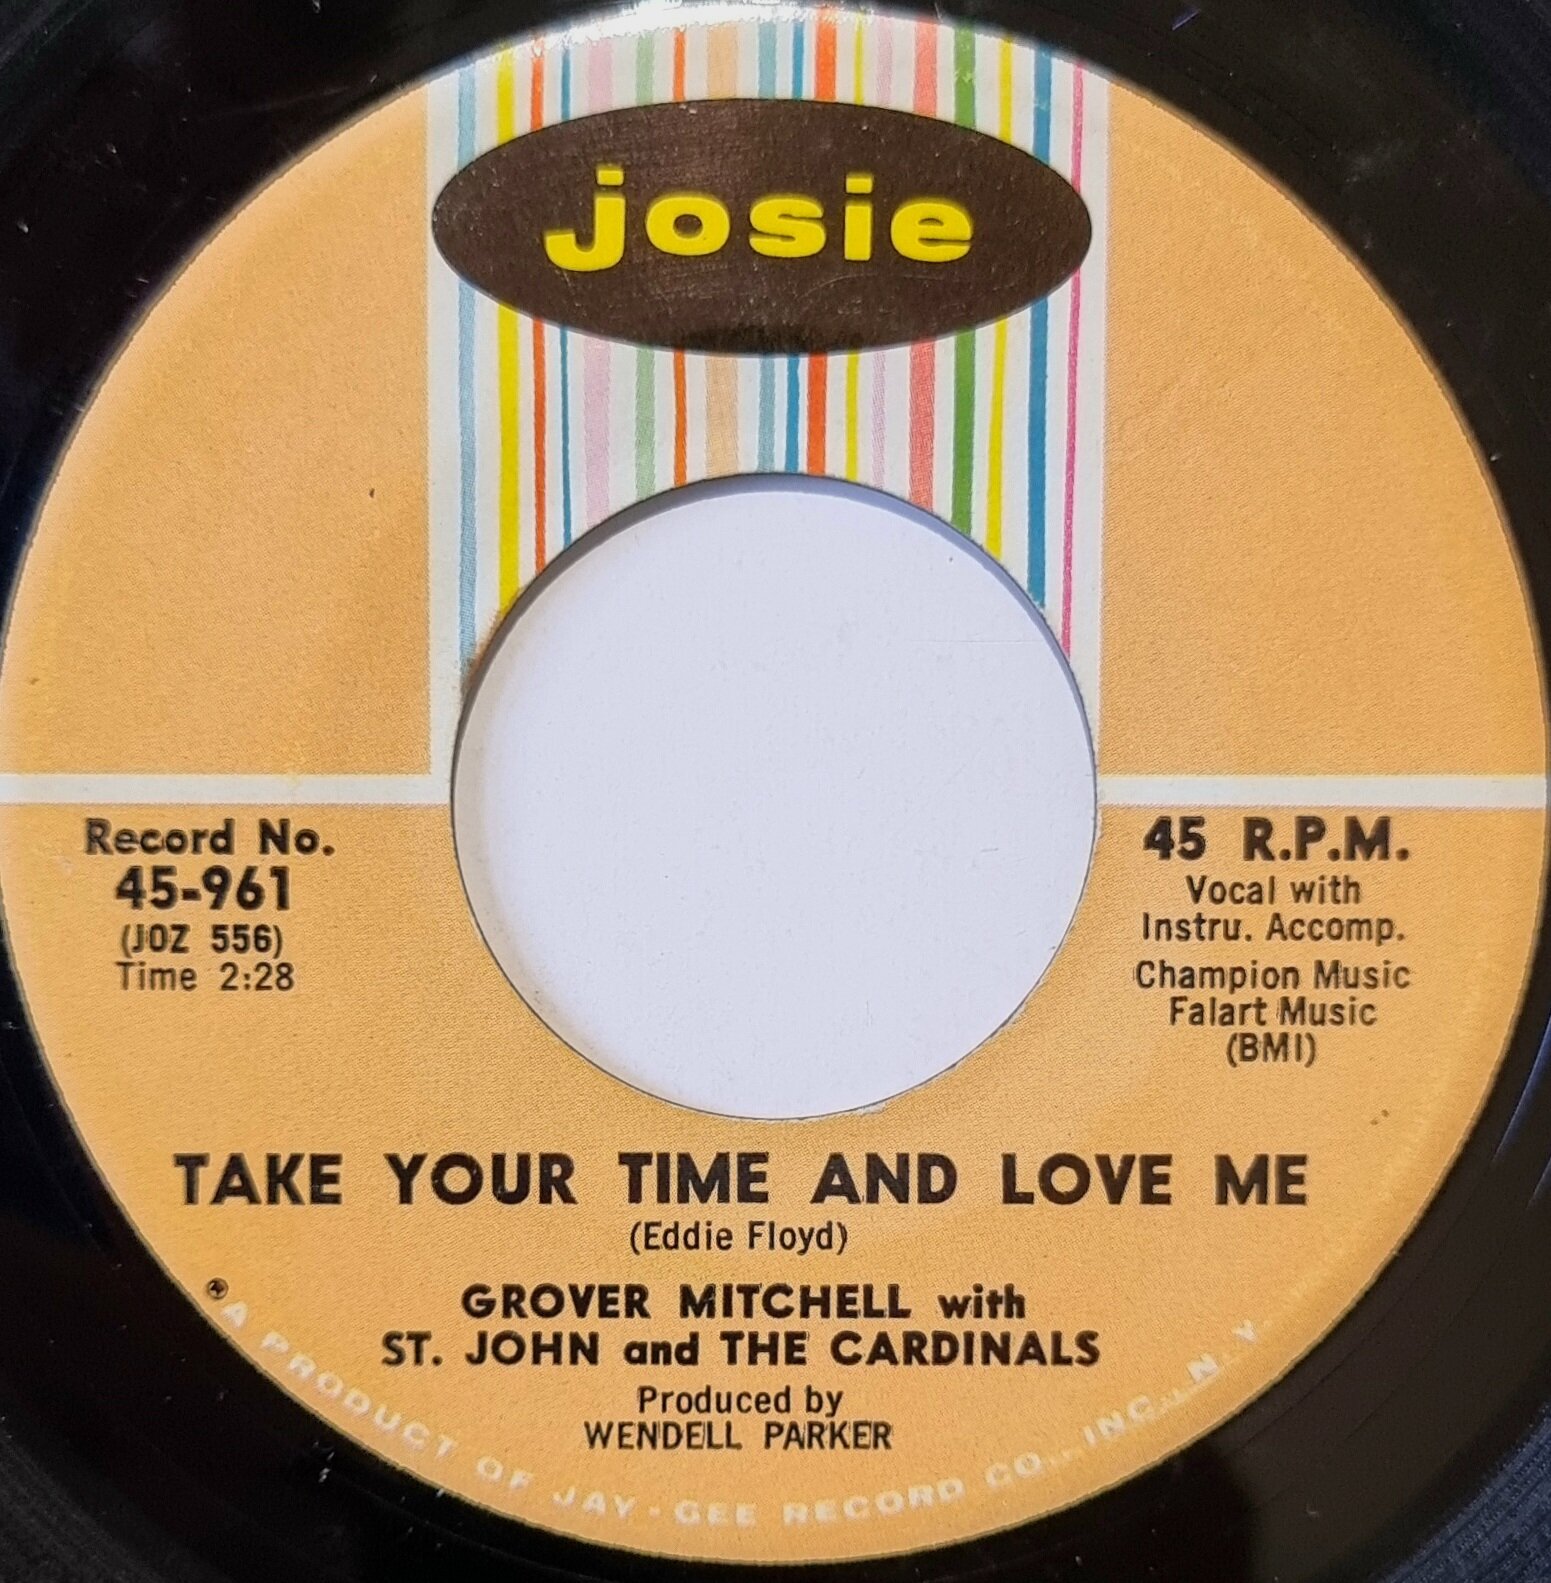 josie
Record No.
45-961
(JOZ 556)
Time 2:28
45 R.P.M.
Vocal with
Instru. Accomp.
Champion Music
Falart Music
(BMI)
TAKE YOUR TIME AND LOVE ME
(Eddie Floyd)
GROVER MITCHELL with
ST. JOHN and THE CARDINALS
Produced by
WENDELL PARKER
A PRODUCT OF JAY-GEE RECORD CO., INC., N.Y.